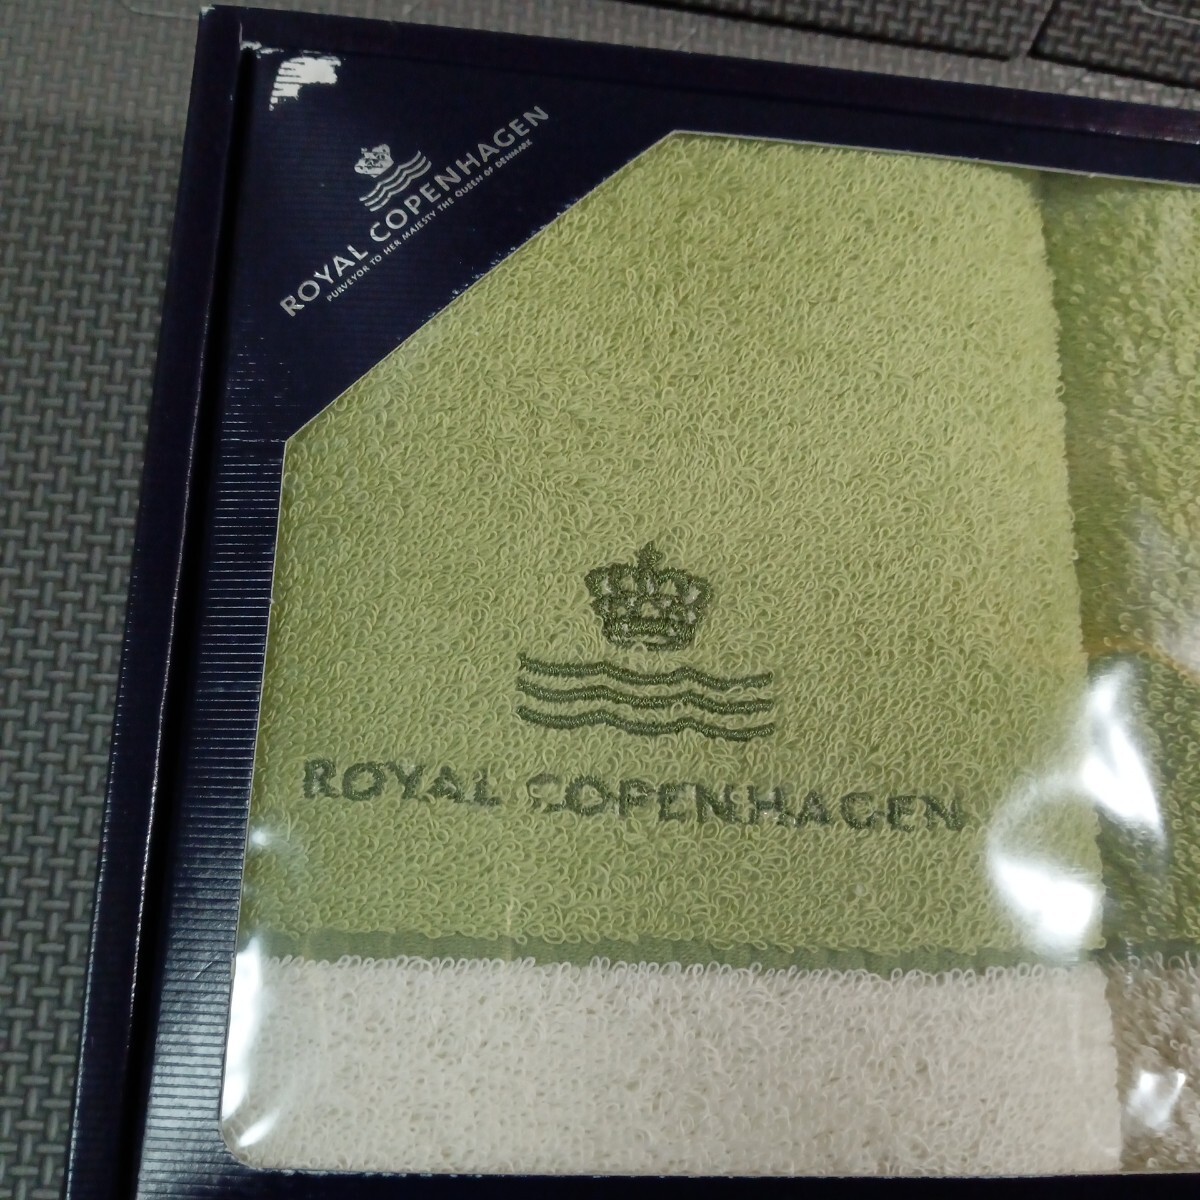 ROYAL COPENHAGEN
PURVEYOR TO HER MAJESTY THE QUEEN OF DENMARK
ROYAL COPENHAGEN